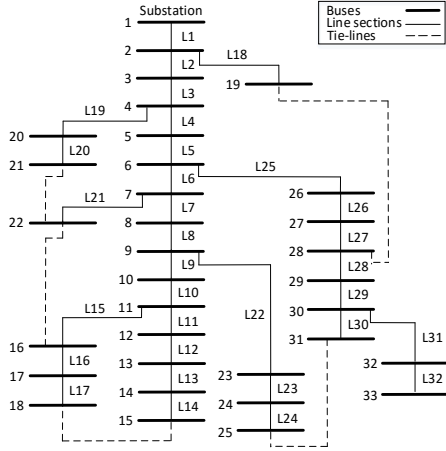 Substation
Buses
Line sections
Tie-lines
1
L1
2
L18
L2
3
19
L3
4
L19
L4
20
5
L20
L5
21
6
L25
L6
7
26
L21
L26
22
L7
8
27
L27
L8
9
28
L9
L28
10
29
L10
L29
L15
11
30
L22
L11
L30
L31
12
31
16
L12
L16
13
32
17
23
L13
L23
L32
L17
14
33
18
24
L14
L24
15
25